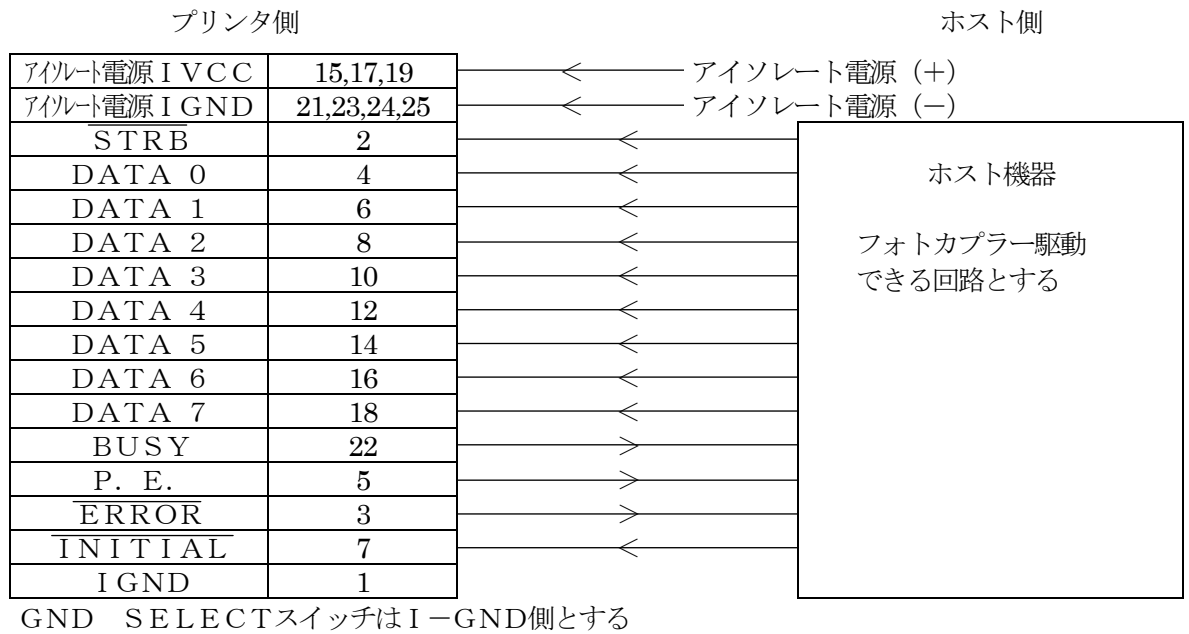 プリンタ側 ホスト側
アイソレート電源ＩＶＣＣ 15,17,19 アイソレート電源（＋）
アイソレート電源ＩＧＮＤ 21,23,24,25 アイソレート電源（－）
ＳＴＲＢ 2
ＤＡＴＡ ０ 4 ホスト機器
ＤＡＴＡ １ 6
ＤＡＴＡ ２ 8 フォトカプラー駆動
ＤＡＴＡ ３ 10 できる回路とする
ＤＡＴＡ ４ 12
ＤＡＴＡ ５ 14
ＤＡＴＡ ６ 16
ＤＡＴＡ ７ 18
ＢＵＳＹ 22
Ｐ．Ｅ． 5
ＥＲＲＯＲ 3
ＩＮＩＴＩＡＬ 7
ＩＧＮＤ 1
ＧＮＤ ＳＥＬＥＣＴスイッチはＩ－ＧＮＤ側とする